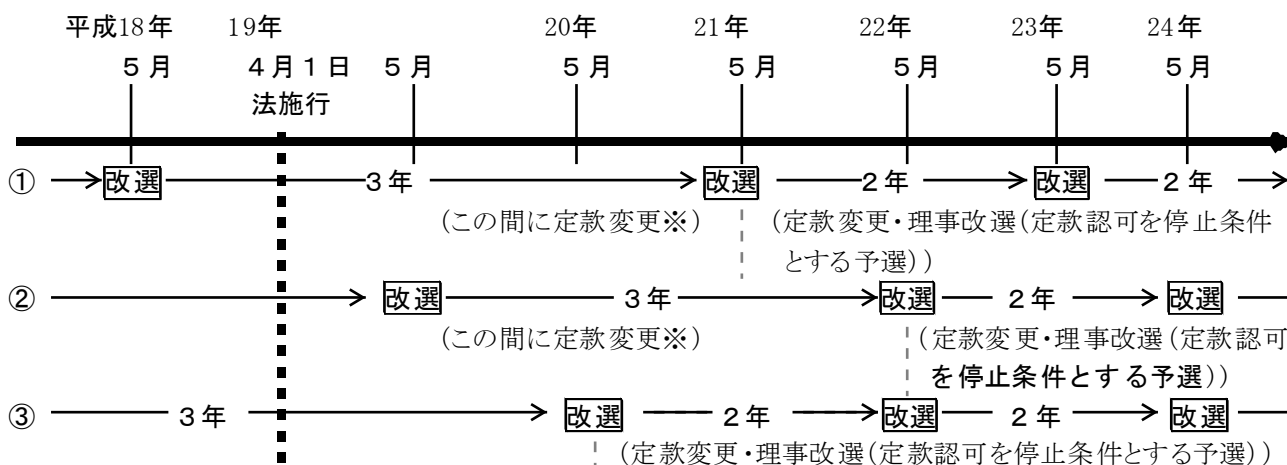 平成18年 19年 20年 21年 22年 23年 24年
5月 4月1日 5月 5月 5月 5月 5月 5月
法施行
① 改選 3年 改選 2年 改選 2年
(この間に定款変更※) (定款変更・理事改選(定款認可を停止条件
とする予選))
② 改選 3年 改選 2年 改選
(この間に定款変更※) (定款変更・理事改選(定款認可
を停止条件とする予選))
③ 3年 改選 2年 改選 2年 改選
(定款変更・理事改選(定款認可を停止条件とする予選))